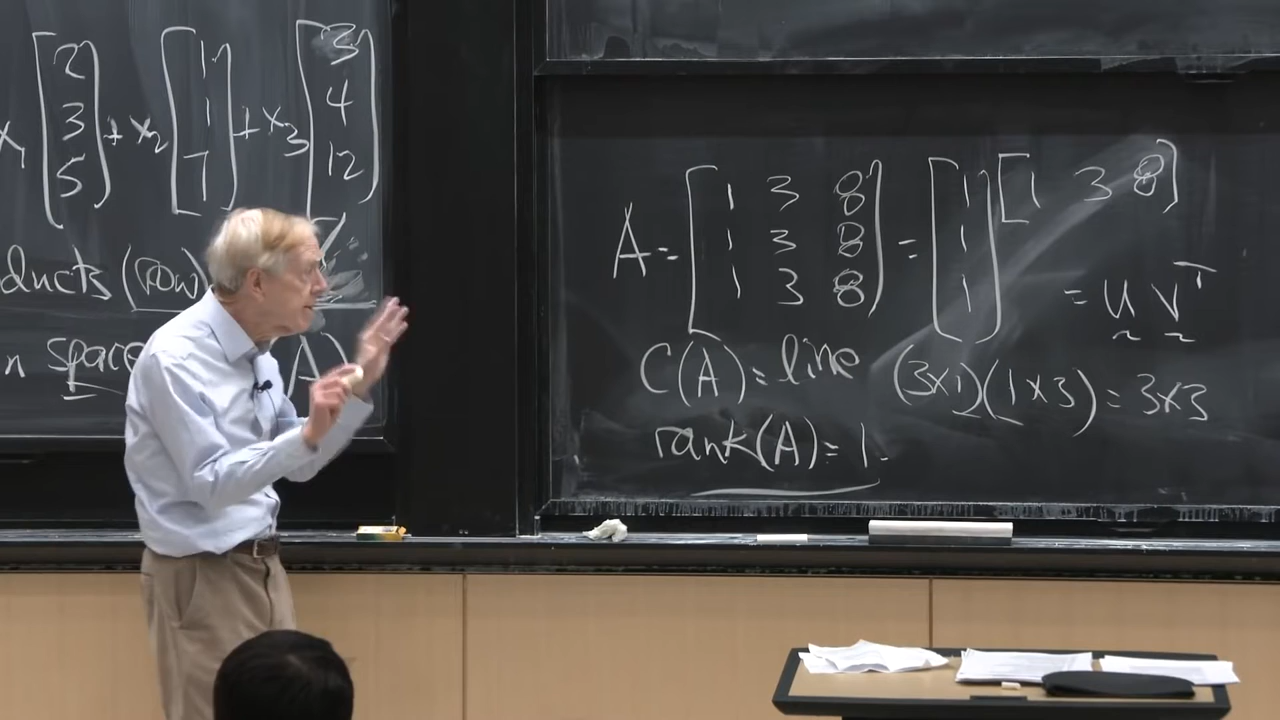 x₁ [2 3 5] + x₂ [1 1 7] + x₃ [3 4 12]
ducts (row)
n space A)
A = [1 3 8; 1 3 8; 1 3 8] = [1 1 1] [1 3 8]
= u vᵀ
C(A) = line (3x1)(1x3) = 3x3
rank(A) = 1.